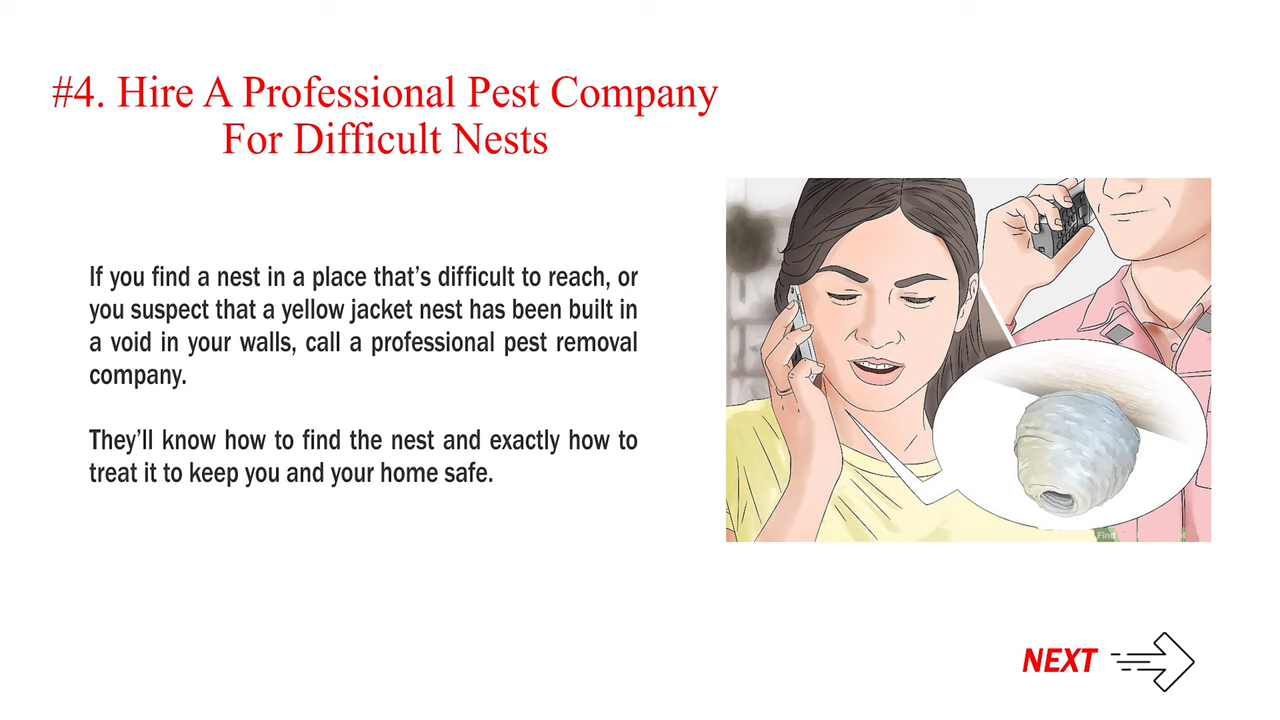 #4. Hire A Professional Pest Company
For Difficult Nests
If you find a nest in a place that's difficult to reach, or
you suspect that a yellow jacket nest has been built in
a void in your walls, call a professional pest removal
company.
They'll know how to find the nest and exactly how to
treat it to keep you and your home safe.
Find
NEXT